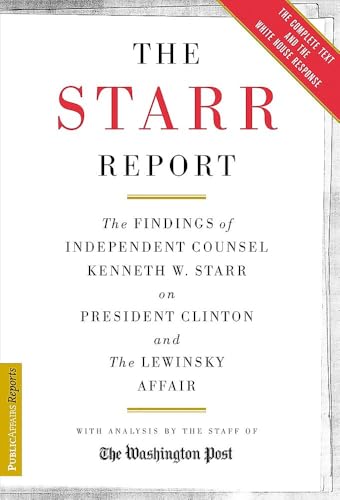 THE COMPLETE TEXT
AND THE
WHITE HOUSE RESPONSE
THE
STARR
REPORT
The FINDINGS of
INDEPENDENT COUNSEL
KENNETH W. STARR
on
PRESIDENT CLINTON
and
The LEWINSKY
AFFAIR
WITH ANALYSIS BY THE STAFF OF
The Washington Post
PUBLICAFFAIRS Reports